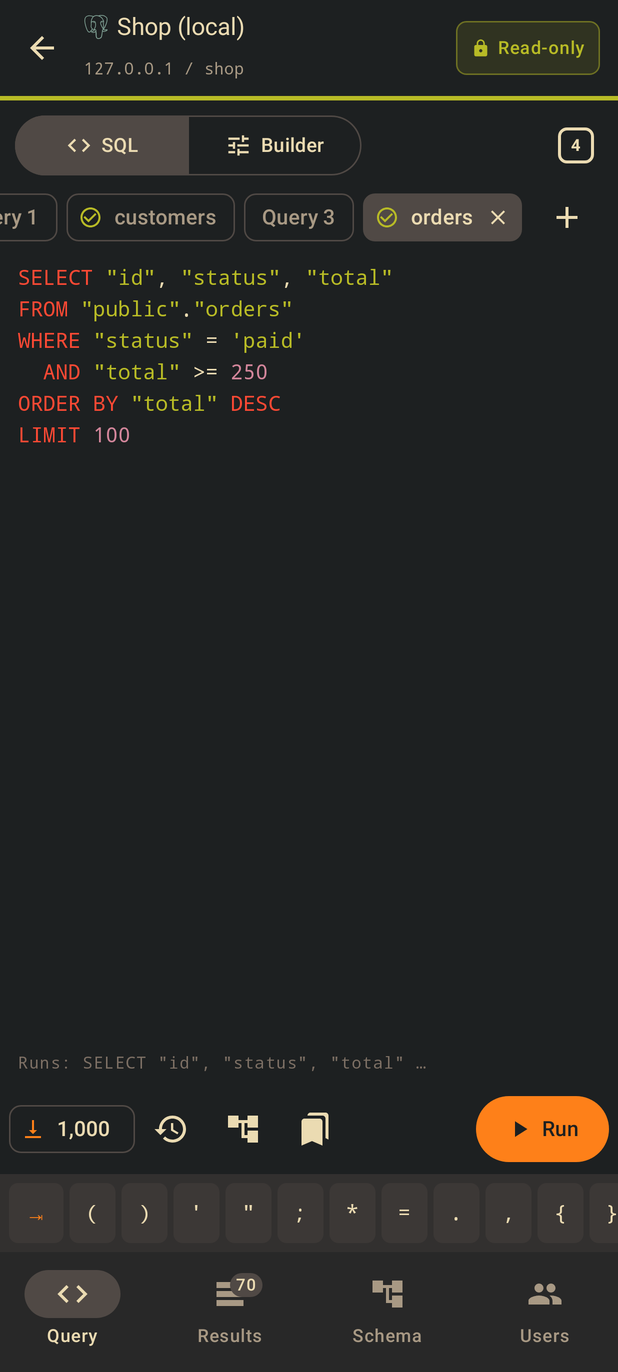 Shop (local)
127.0.0.1 / shop
Read-only
SQL
Builder
4
ery 1
customers
Query 3
orders
SELECT "id", "status", "total"
FROM "public"."orders"
WHERE "status" = 'paid'
AND "total" >= 250
ORDER BY "total" DESC
LIMIT 100
Runs: SELECT "id", "status", "total" …
1,000
Run
→ ( ) ' " ; * = . , { }
70
Query
Results
Schema
Users